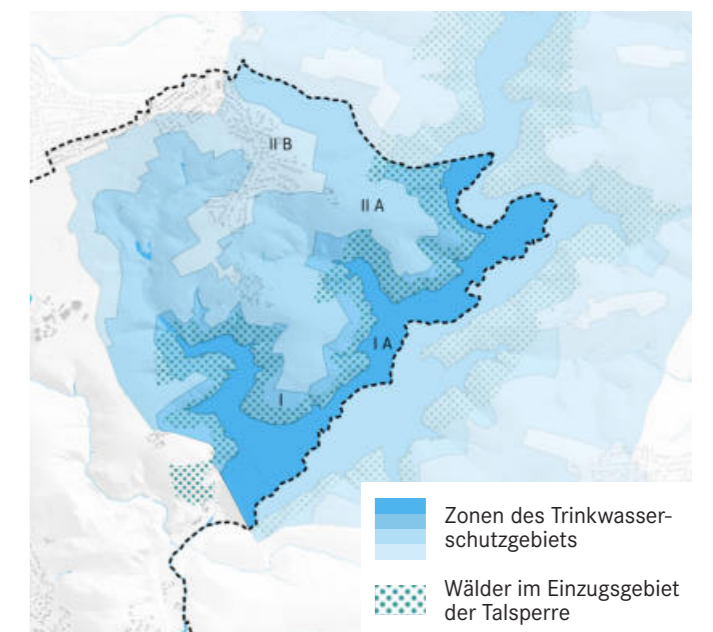 II B
II A
I A
I
Zonen des Trinkwasser-
schutzgebiets
Wälder im Einzugsgebiet
der Talsperre